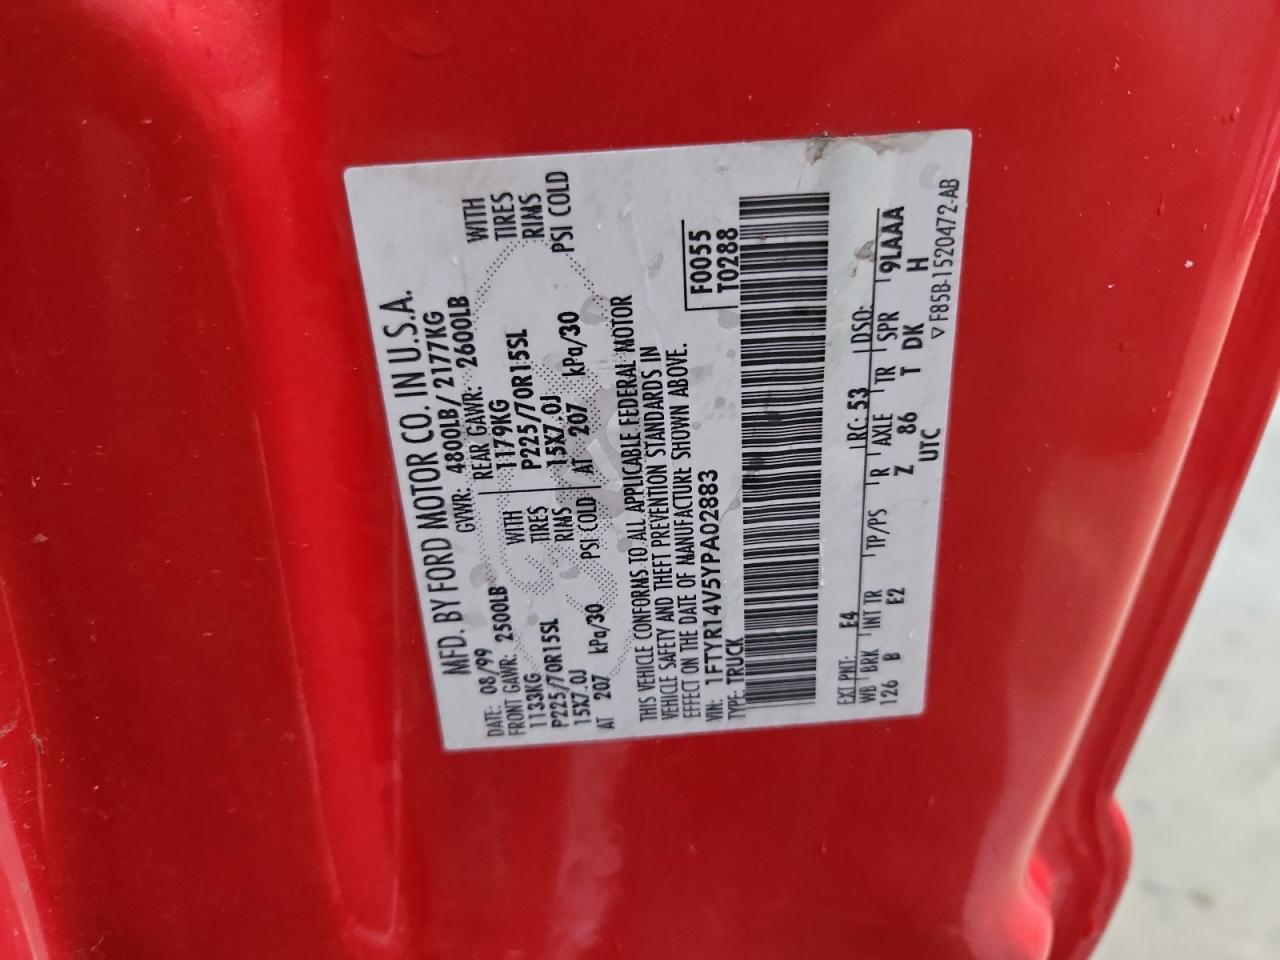 MFD. BY FORD MOTOR CO. IN U.S.A.
DATE: 08/99 GVWR: 4800LB/ 2177KG
FRONT GAWR: 2500LB REAR GAWR: 2600LB
1133KG WITH 1179KG WITH
P225/70R15SL TIRES P225/70R15SL TIRES
15X7.0J RIMS 15X7.0J RIMS
AT 207 kPa/30 PSI COLD AT 207 kPa/30 PSI COLD
THIS VEHICLE CONFORMS TO ALL APPLICABLE FEDERAL MOTOR
VEHICLE SAFETY AND THEFT PREVENTION STANDARDS IN
EFFECT ON THE DATE OF MANUFACTURE SHOWN ABOVE.
VIN: 1FTYR14V5YPA02883 F0055
TYPE: TRUCK T0288
EXT PNT: E4 RC: 53 DSO:
WB BRK INT TR TP/PS R AXLE TR SPR 9LAAA
126 B E2 Z 86 T DK H
UTC
▽ F85B-1520472-AB